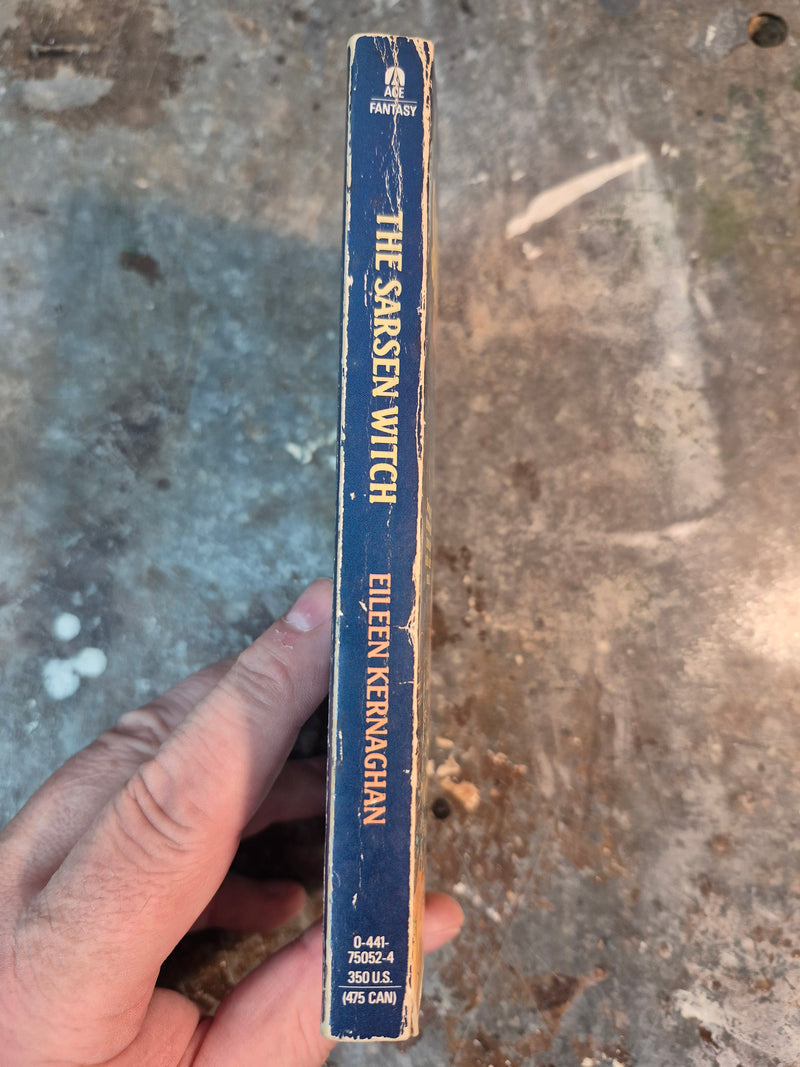 ACE
FANTASY
THE SARSEN WITCH
EILEEN KERNAGHAN
0-441-
75052-4
350 U.S.
(475 CAN)